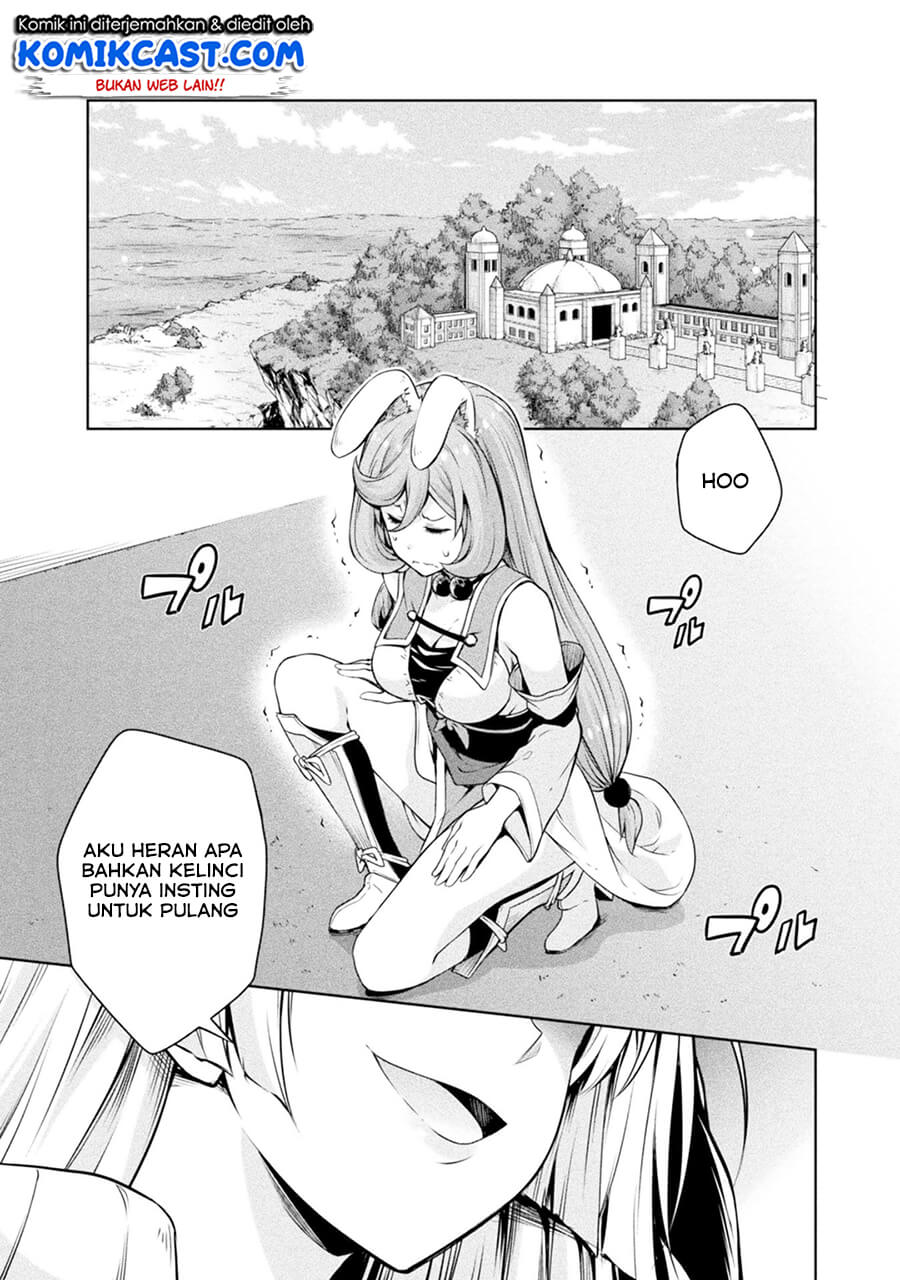 Komik ini diterjemahkan & diedit oleh
KOMIKCAST.COM
BUKAN WEB LAIN!!
HOO
プル
プル
AKU HERAN APA
BAHKAN KELINCI
PUNYA INSTING
UNTUK PULANG
プル